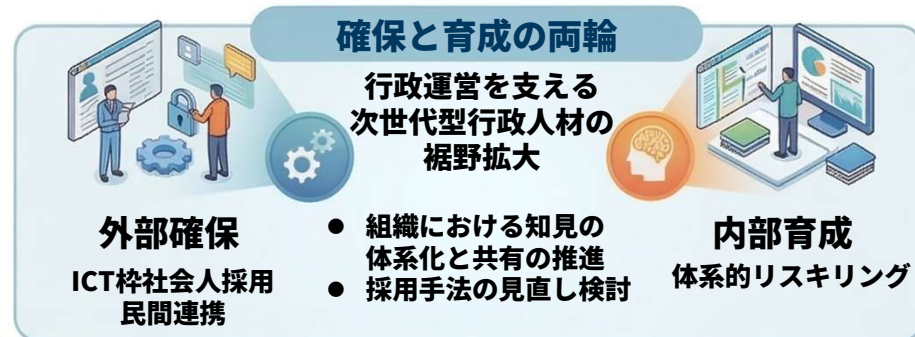 確保と育成の両輪
行政運営を支える
次世代型行政人材の
裾野拡大
外部確保
ICT枠社会人採用
民間連携
● 組織における知見の
体系化と共有の推進
● 採用手法の見直し検討
内部育成
体系的リスキリング